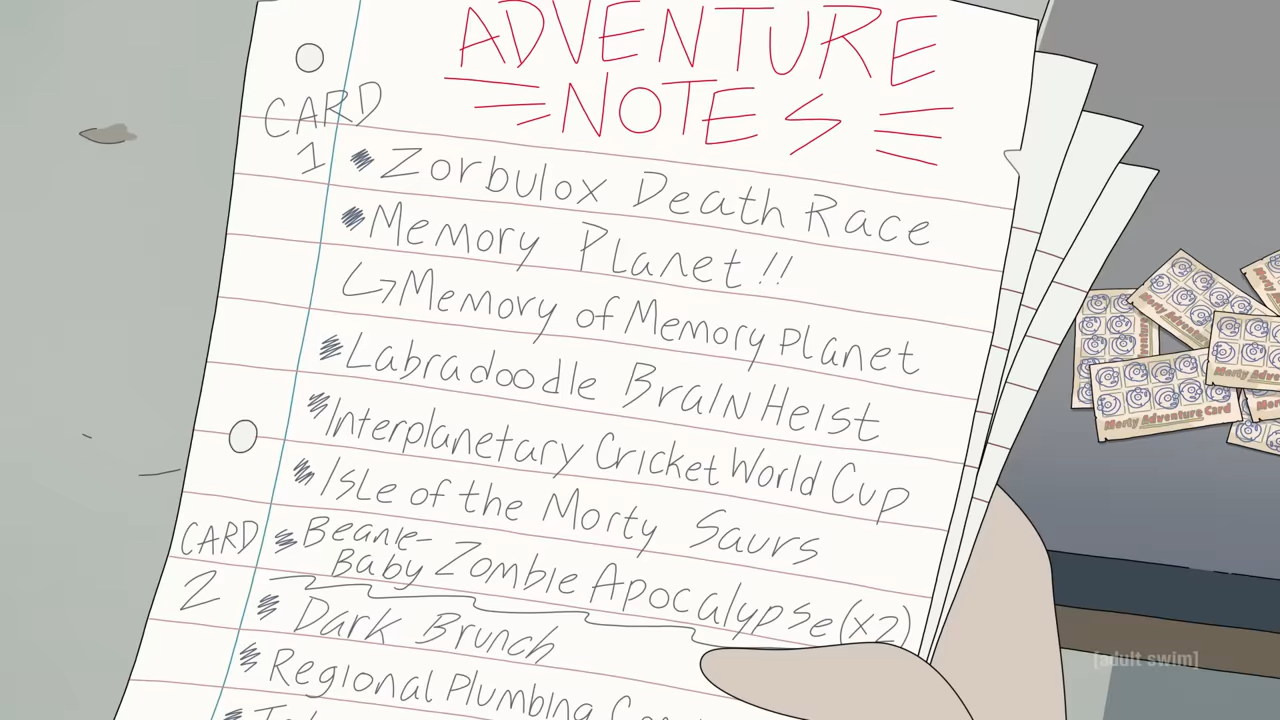 ADVENTURE
NOTES
CARD
1
Zorbulox Death Race
Memory Planet!!
Memory of Memory Planet
Labradoodle Brain Heist
Interplanetary Cricket World Cup
Isle of the Morty Saurs
CARD
2
Beanie-
Baby Zombie Apocalypse (x2)
Dark Brunch
Regional Plumbing
Morty Adventure Card
Morty Adventure
[adult swim]